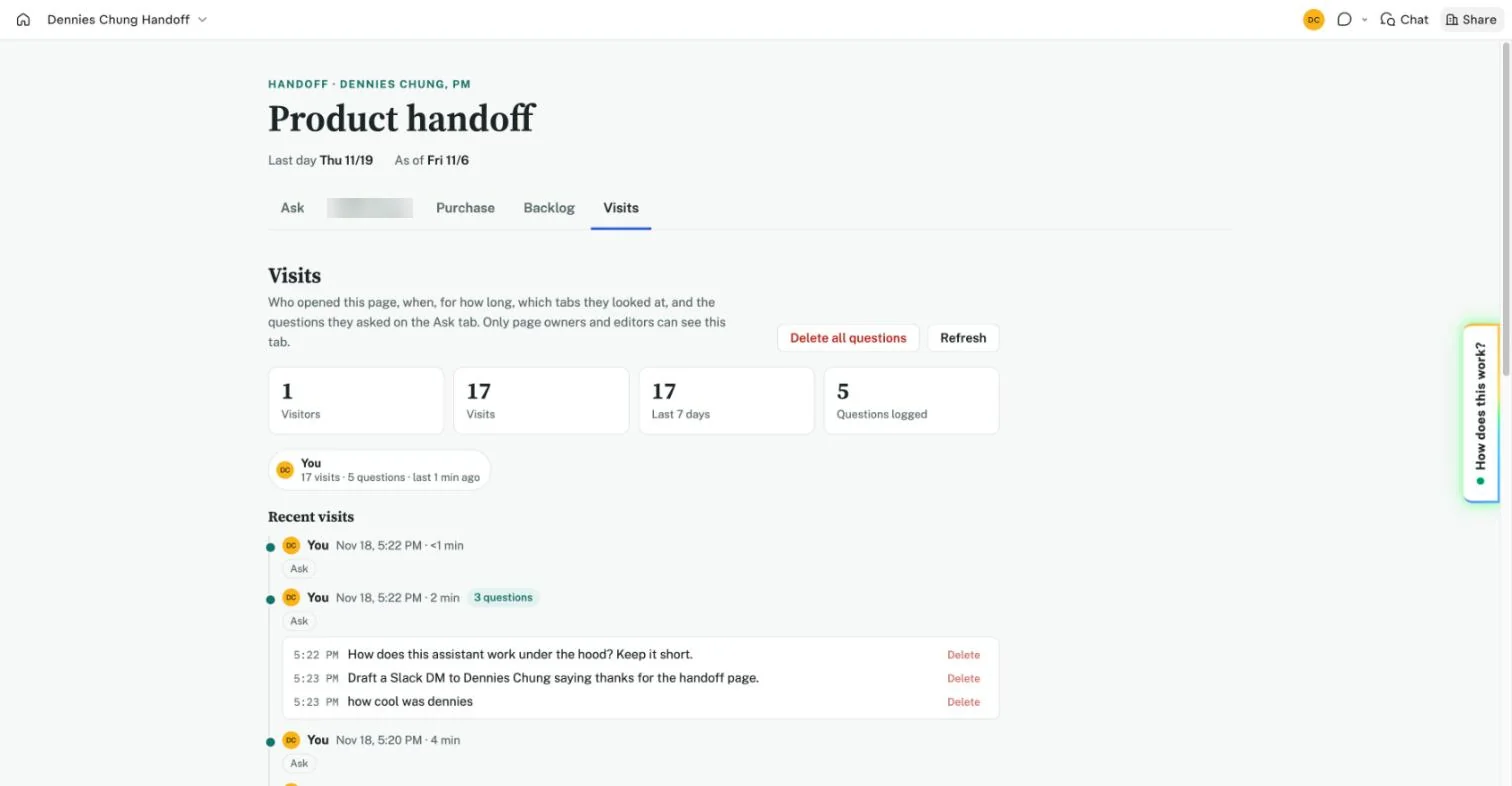 Dennies Chung Handoff
DC
Chat
Share
HANDOFF · DENNIES CHUNG, PM
Product handoff
Last day Thu 11/19 As of Fri 11/6
Ask
Purchase
Backlog
Visits
Visits
Who opened this page, when, for how long, which tabs they looked at, and the
questions they asked on the Ask tab. Only page owners and editors can see this
tab.
Delete all questions
Refresh
1
Visitors
17
Visits
17
Last 7 days
5
Questions logged
DC
You
17 visits · 5 questions · last 1 min ago
Recent visits
DC You Nov 18, 5:22 PM · <1 min
Ask
DC You Nov 18, 5:22 PM · 2 min 3 questions
Ask
5:22 PM How does this assistant work under the hood? Keep it short. Delete
5:23 PM Draft a Slack DM to Dennies Chung saying thanks for the handoff page. Delete
5:23 PM how cool was dennies Delete
DC You Nov 18, 5:20 PM · 4 min
Ask
How does this work?